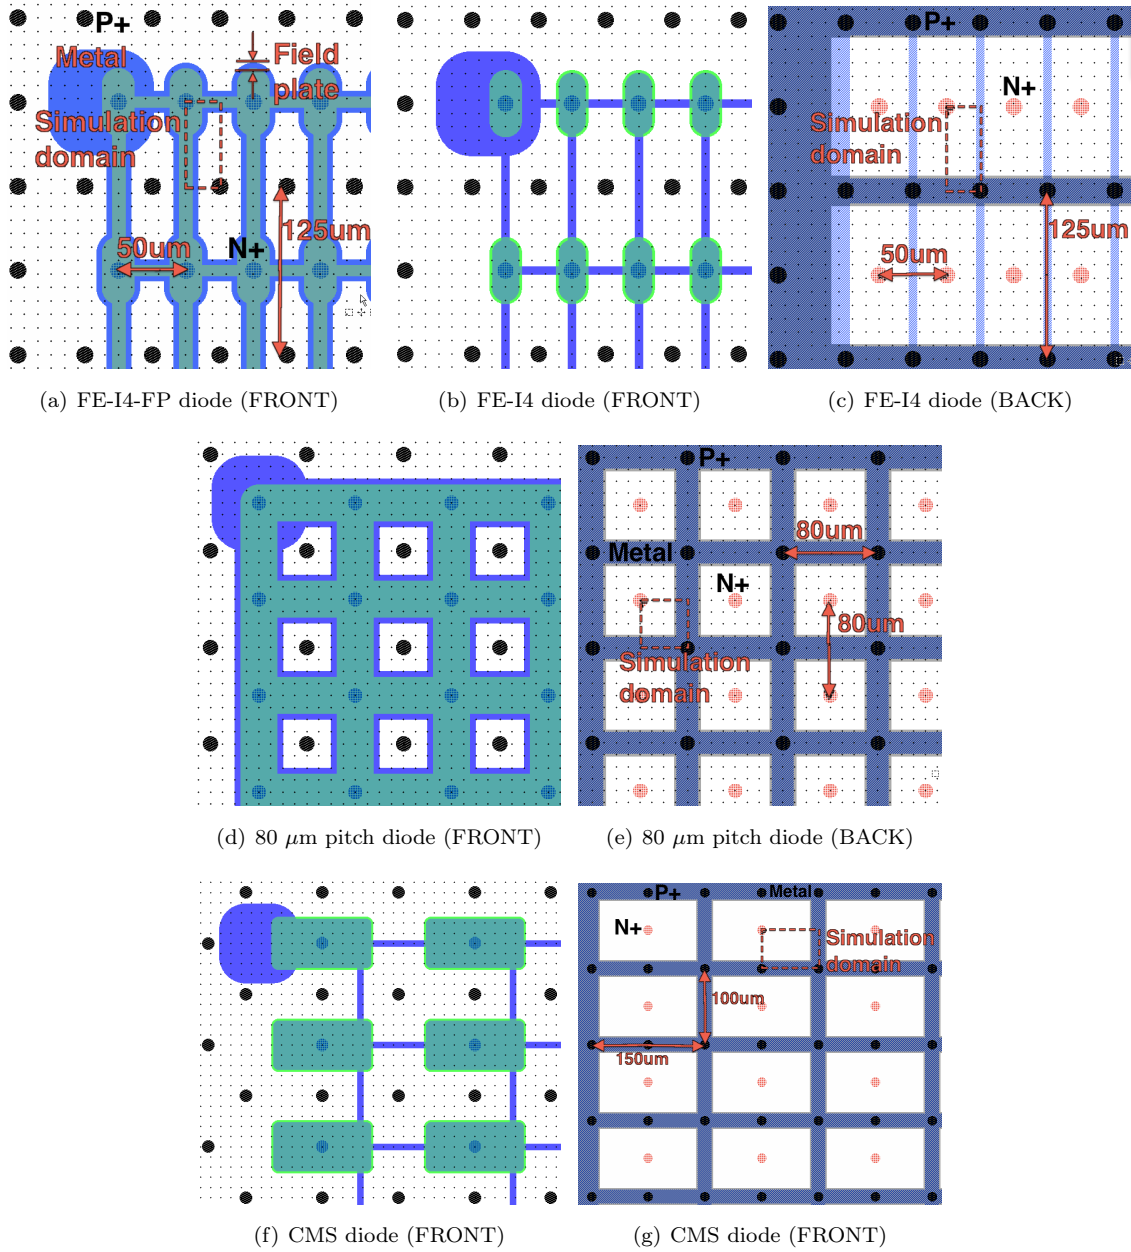 P+
Metal
Field
plate
Simulation
domain
50um
N+
125um
(a) FE-I4-FP diode (FRONT)
(b) FE-I4 diode (FRONT)
P+
N+
Simulation
domain
50um
125um
(c) FE-I4 diode (BACK)
(d) 80 μm pitch diode (FRONT)
P+
80um
Metal
N+
80um
Simulation
domain
(e) 80 μm pitch diode (BACK)
(f) CMS diode (FRONT)
P+
Metal
N+
Simulation
domain
100um
150um
(g) CMS diode (FRONT)